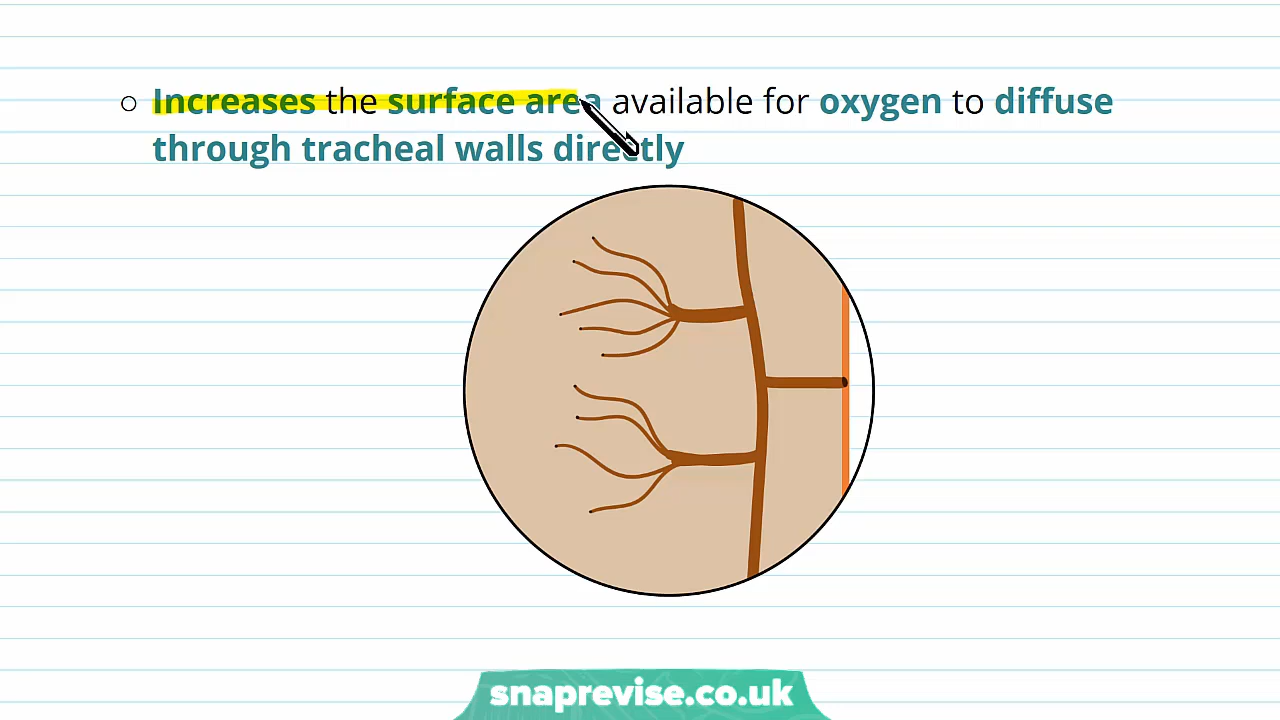 Increases the surface area available for oxygen to diffuse
through tracheal walls directly
snaprevise.co.uk